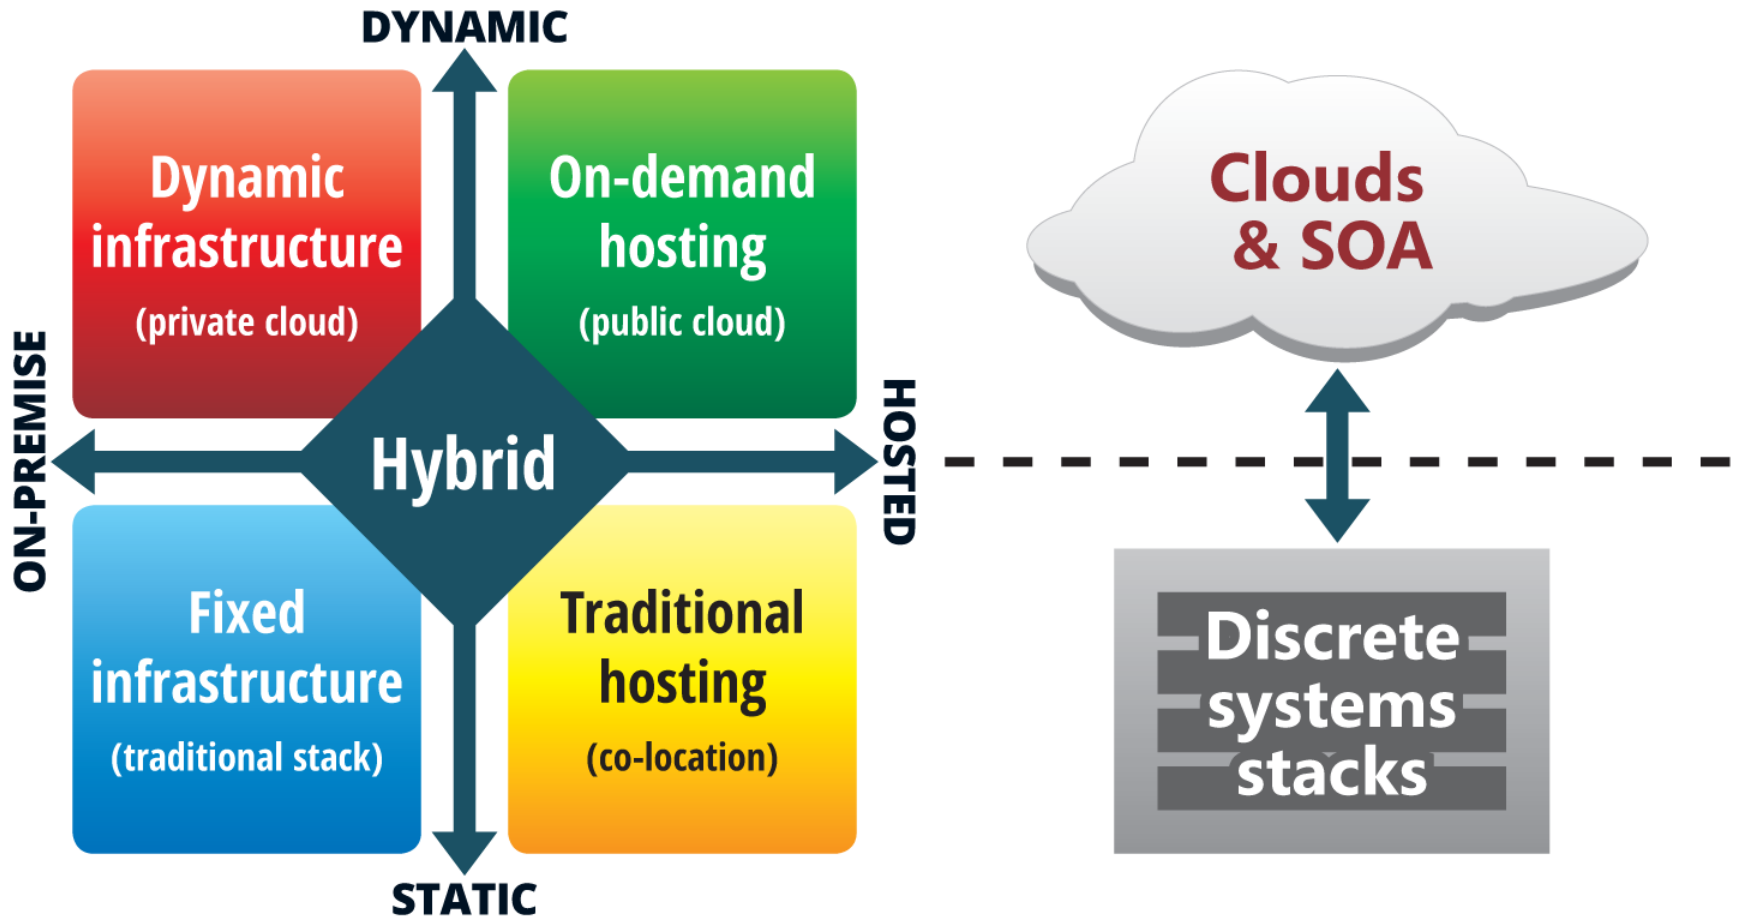 DYNAMIC
Dynamic
infrastructure
(private cloud)
On-demand
hosting
(public cloud)
ON-PREMISE
Hybrid
HOSTED
Fixed
infrastructure
(traditional stack)
Traditional
hosting
(co-location)
STATIC
Clouds
& SOA
Discrete
systems
stacks